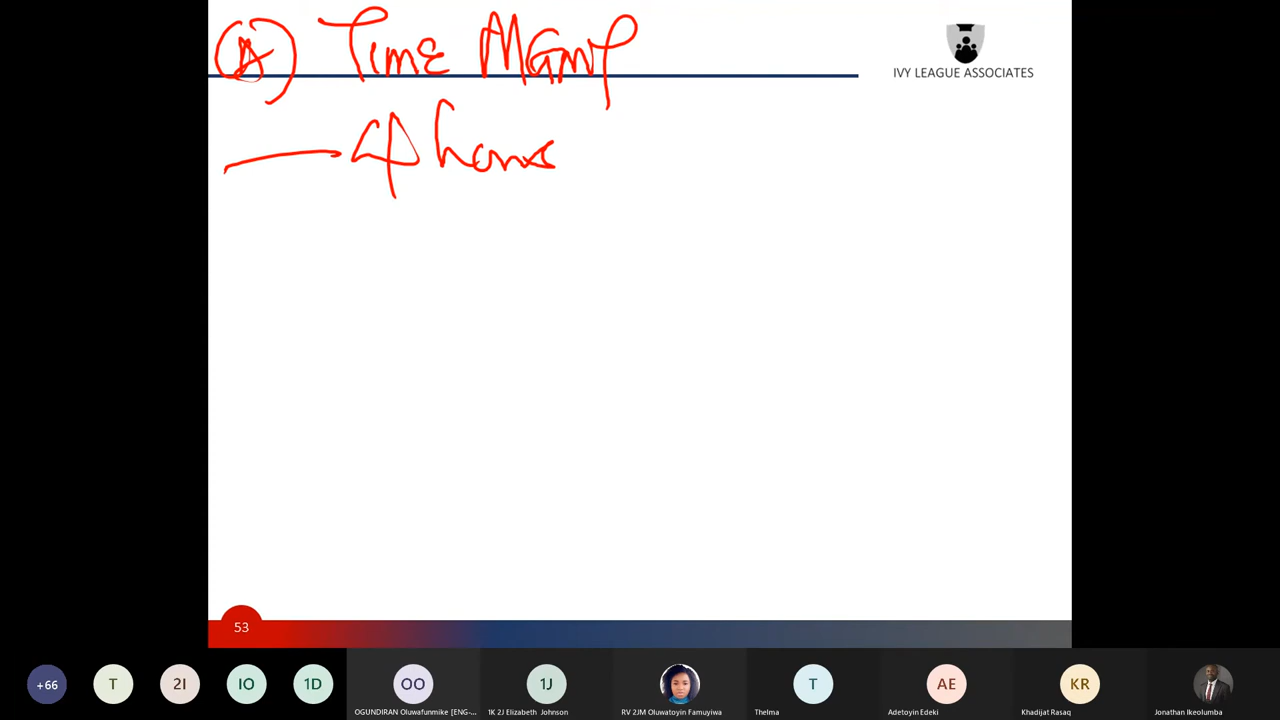 (A) Time MGMT
— 4 hours
IVY LEAGUE ASSOCIATES
53
+66
T
2I
IO
1D
OO
1J
T
AE
KR
OGUNDIRAN Oluwafunmike [ENG-...
1K 2J Elizabeth Johnson
RV 2JM Oluwatoyin Famuyiwa
Thelma
Adetoyin Edeki
Khadijat Rasaq
Jonathan Ikeolumba